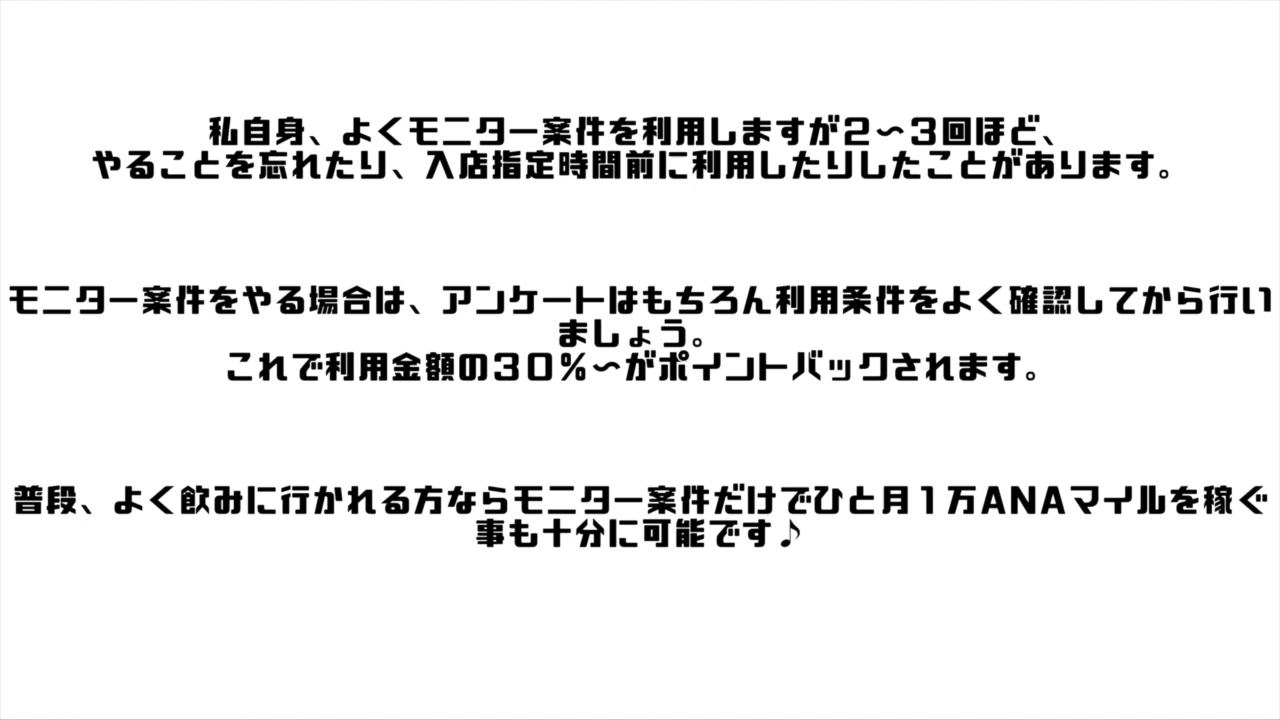 私自身、よくモニター案件を利用しますが２～３回ほど、
やることを忘れたり、入店指定時間前に利用したりしたことがあります。
モニター案件をやる場合は、アンケートはもちろん利用条件をよく確認してから行い
ましょう。
これで利用金額の３０％～がポイントバックされます。
普段、よく飲みに行かれる方ならモニター案件だけでひと月１万ANAマイルを稼ぐ
事も十分に可能です♪